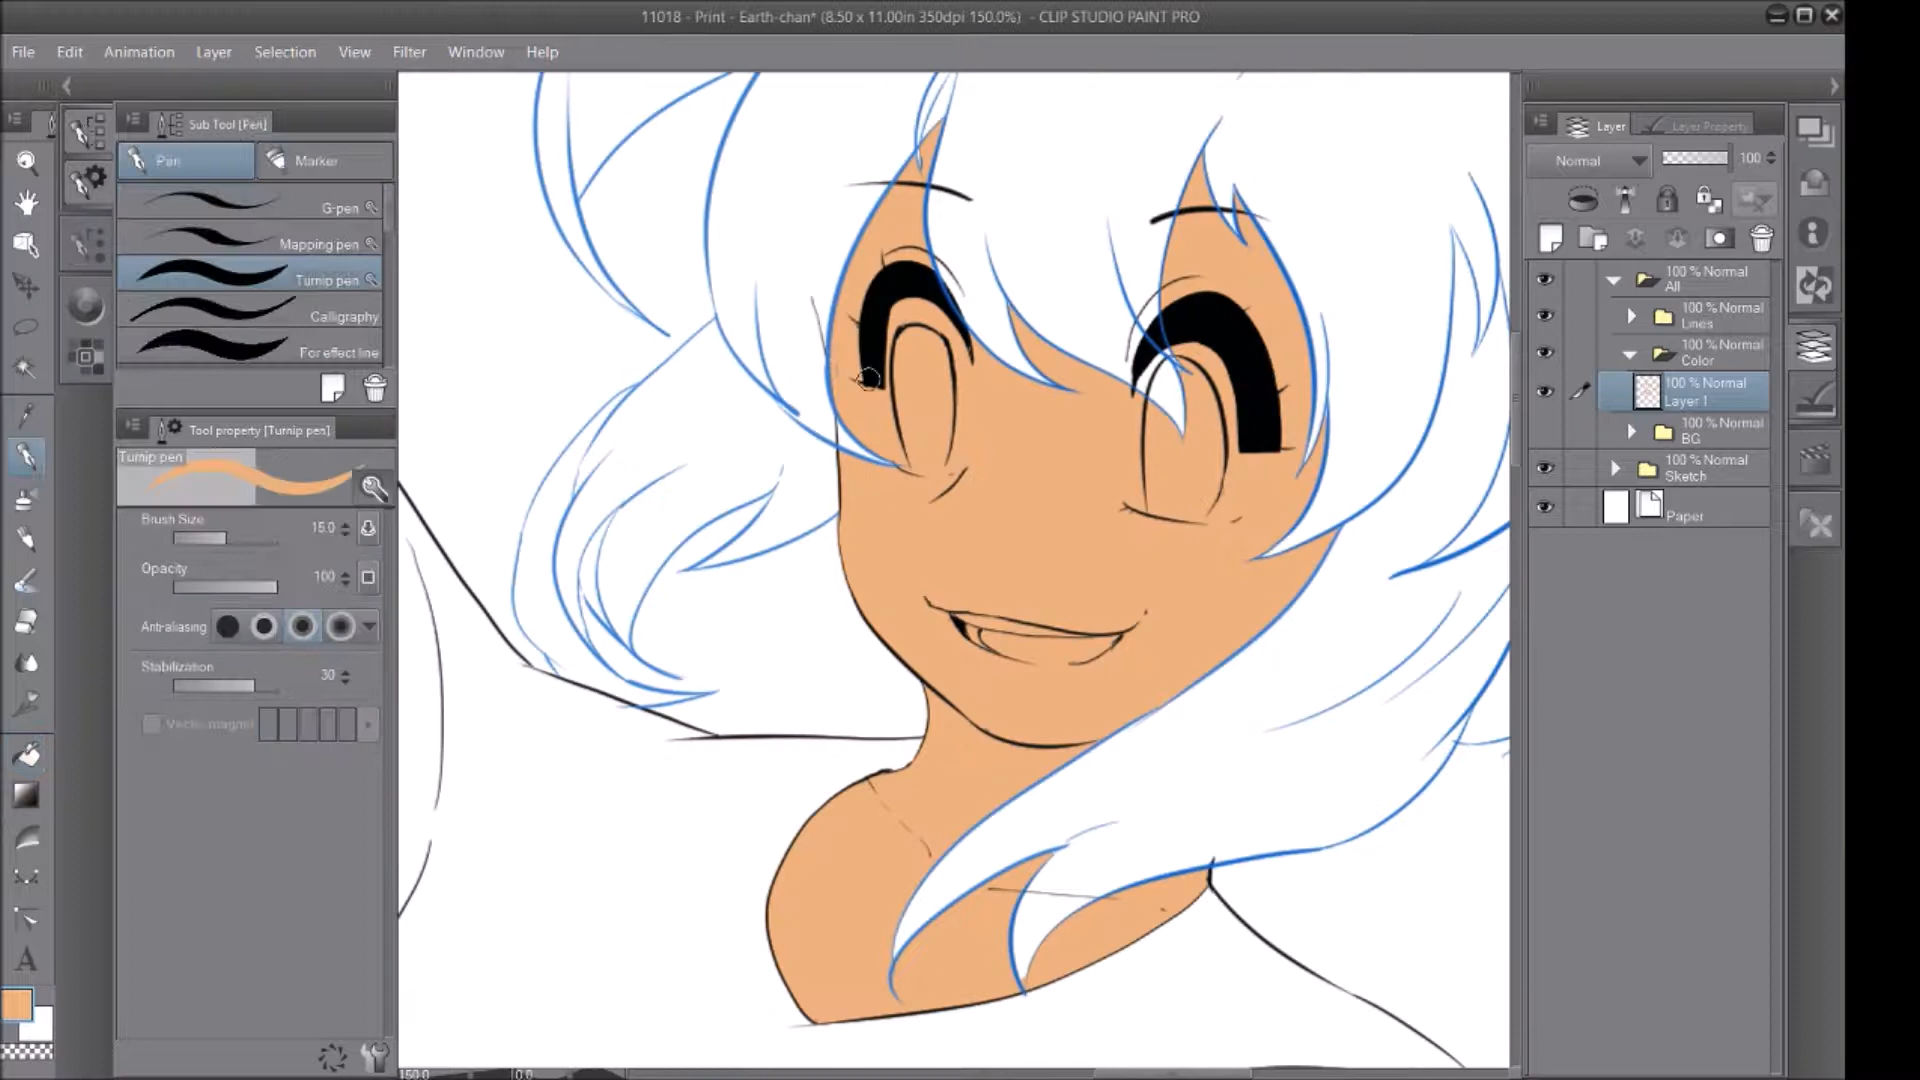 11018 - Print - Earth-chan* (8.50 x 11.00in 350dpi 150.0%) - CLIP STUDIO PAINT PRO
File Edit Animation Layer Selection View Filter Window Help
Sub Tool [Pen]
Pen Marker
G-pen
Mapping pen
Turnip pen
Calligraphy
For effect line
Tool property [Turnip pen]
Turnip pen
Brush Size 15.0
Opacity 100
Anti-aliasing
Stabilization 30
Vector magnet
A
150.0 0.0
Layer Layer Property
Normal 100
100 % Normal
All
100 % Normal
Lines
100 % Normal
Color
100 % Normal
Layer 1
100 % Normal
BG
100 % Normal
Sketch
Paper